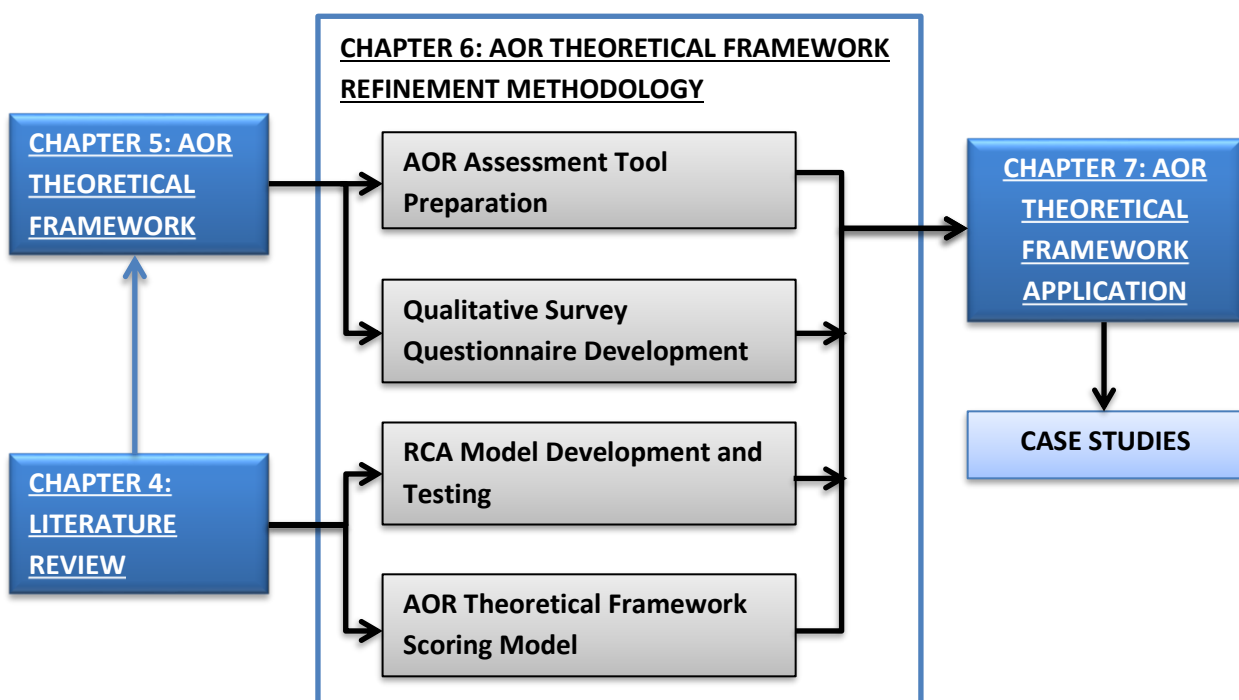 CHAPTER 6: AOR THEORETICAL FRAMEWORK
REFINEMENT METHODOLOGY
CHAPTER 5: AOR
THEORETICAL
FRAMEWORK
CHAPTER 4:
LITERATURE
REVIEW
AOR Assessment Tool
Preparation
Qualitative Survey
Questionnaire Development
RCA Model Development and
Testing
AOR Theoretical Framework
Scoring Model
CHAPTER 7: AOR
THEORETICAL
FRAMEWORK
APPLICATION
CASE STUDIES